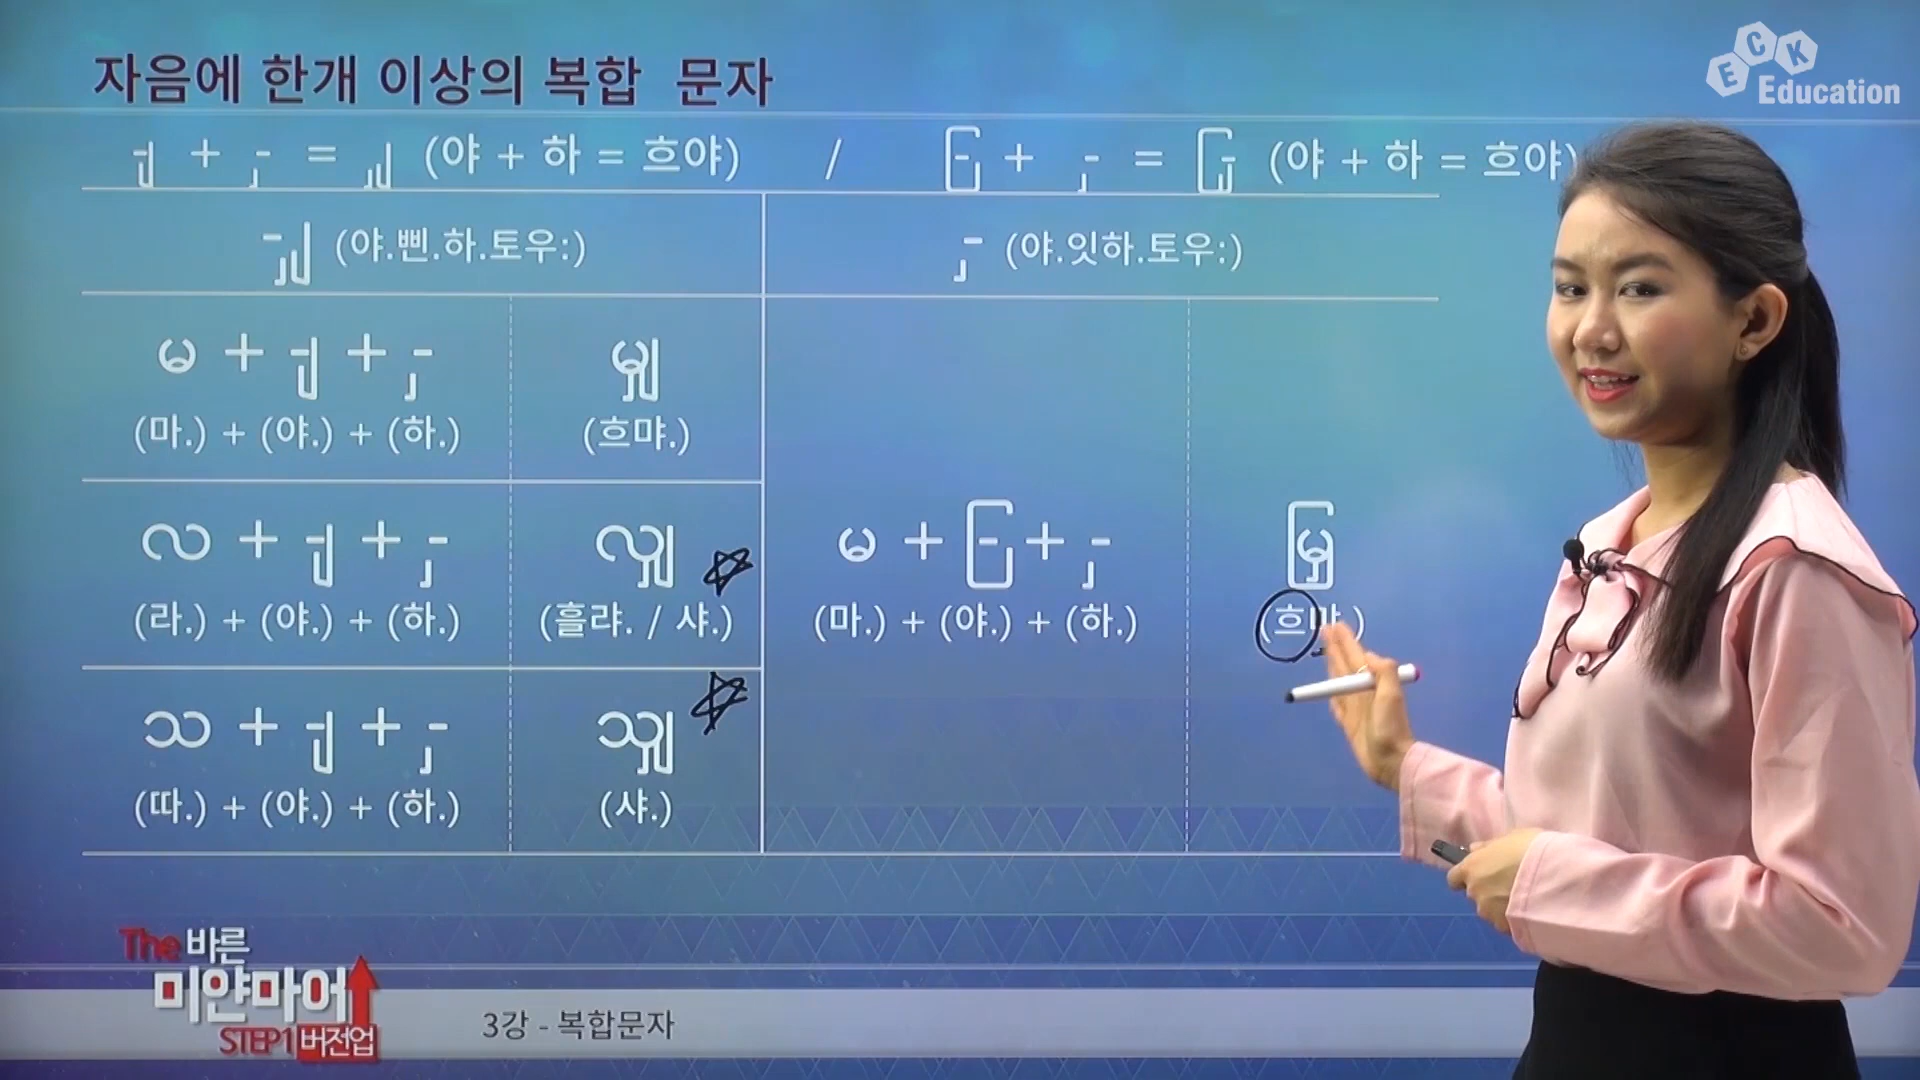 ECK
Education
자음에 한개 이상의 복합 문자
ျ + ှ = ျှ (야 + 하 = 흐야) / ြ + ှ = ြှ (야 + 하 = 흐야)
ျှ (야.삔.하.토우:)
ှ (야.잇하.토우:)
မ + ျ + ှ
မျှ
(마.) + (야.) + (하.)
(흐먀.)
လ + ျ + ှ
လျှ
(라.) + (야.) + (하.)
(흘랴. / 샤.)
သ + ျ + ှ
သျှ
(따.) + (야.) + (하.)
(샤.)
မ + ြ + ှ
မြှ
(마.) + (야.) + (하.)
(흐먀.)
The 바른
미얀마어
STEP1 버전업
3강 - 복합문자